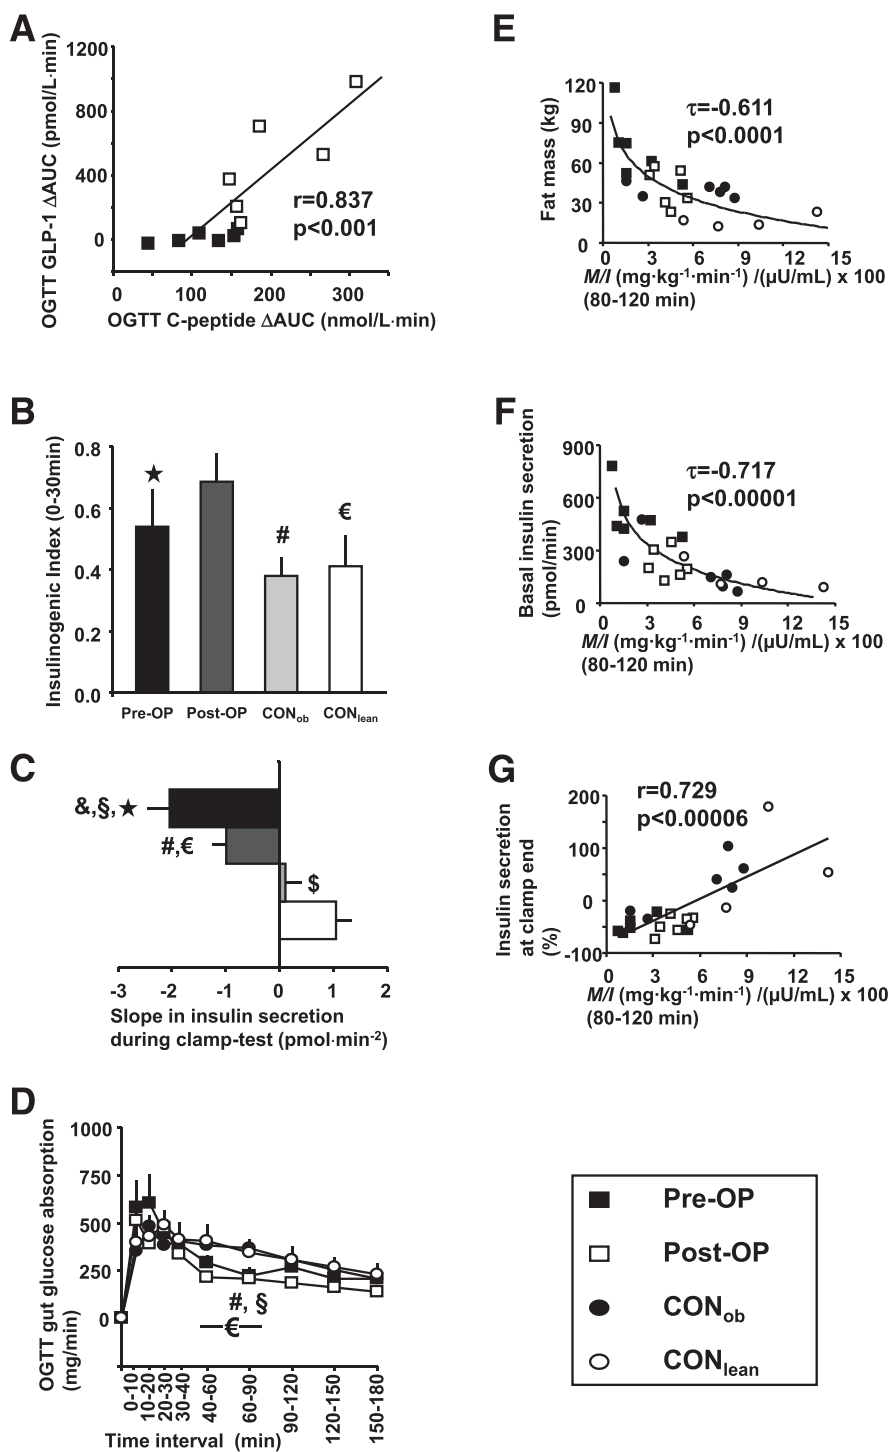 A
1200
800
400
0
OGTT GLP-1 ΔAUC (pmol/L·min)
r=0.837
p<0.001
0 100 200 300
OGTT C-peptide ΔAUC (nmol/L·min)
B
Insulinogenic Index (0-30min)
0.8
0.6
0.4
0.2
0.0
★
#
€
Pre-OP Post-OP CONob CONlean
C
&,§,★
#,€
$
-3 -2 -1 0 1 2
Slope in insulin secretion
during clamp-test (pmol·min-2)
D
OGTT gut glucose absorption
(mg/min)
1000
750
500
250
0
#, §
€
0-10
10-20
20-30
30-40
40-60
60-90
90-120
120-150
150-180
Time interval (min)
E
Fat mass (kg)
120
90
60
30
0
τ=-0.611
p<0.0001
0 3 6 9 12 15
M/I (mg·kg-1·min-1) /(µU/mL) x 100
(80-120 min)
F
Basal insulin secretion
(pmol/min)
900
600
300
0
τ=-0.717
p<0.00001
0 3 6 9 12 15
M/I (mg·kg-1·min-1) /(µU/mL) x 100
(80-120 min)
G
Insulin secretion
at clamp end
(%)
200
100
0
-100
r=0.729
p<0.00006
0 3 6 9 12 15
M/I (mg·kg-1·min-1) /(µU/mL) x 100
(80-120 min)
Pre-OP
Post-OP
CONob
CONlean